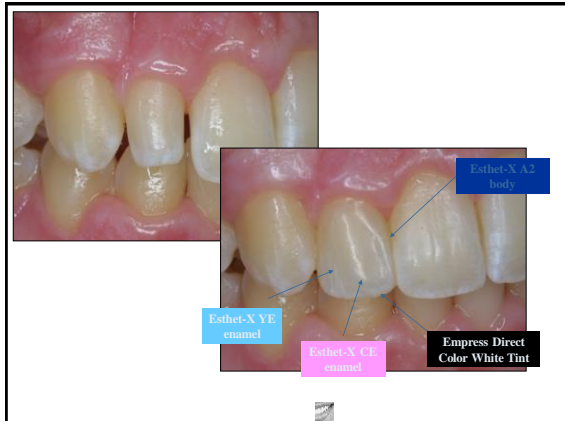 Esthet-X A2
body
Esthet-X YE
enamel
Esthet-X CE
enamel
Empress Direct
Color White Tint